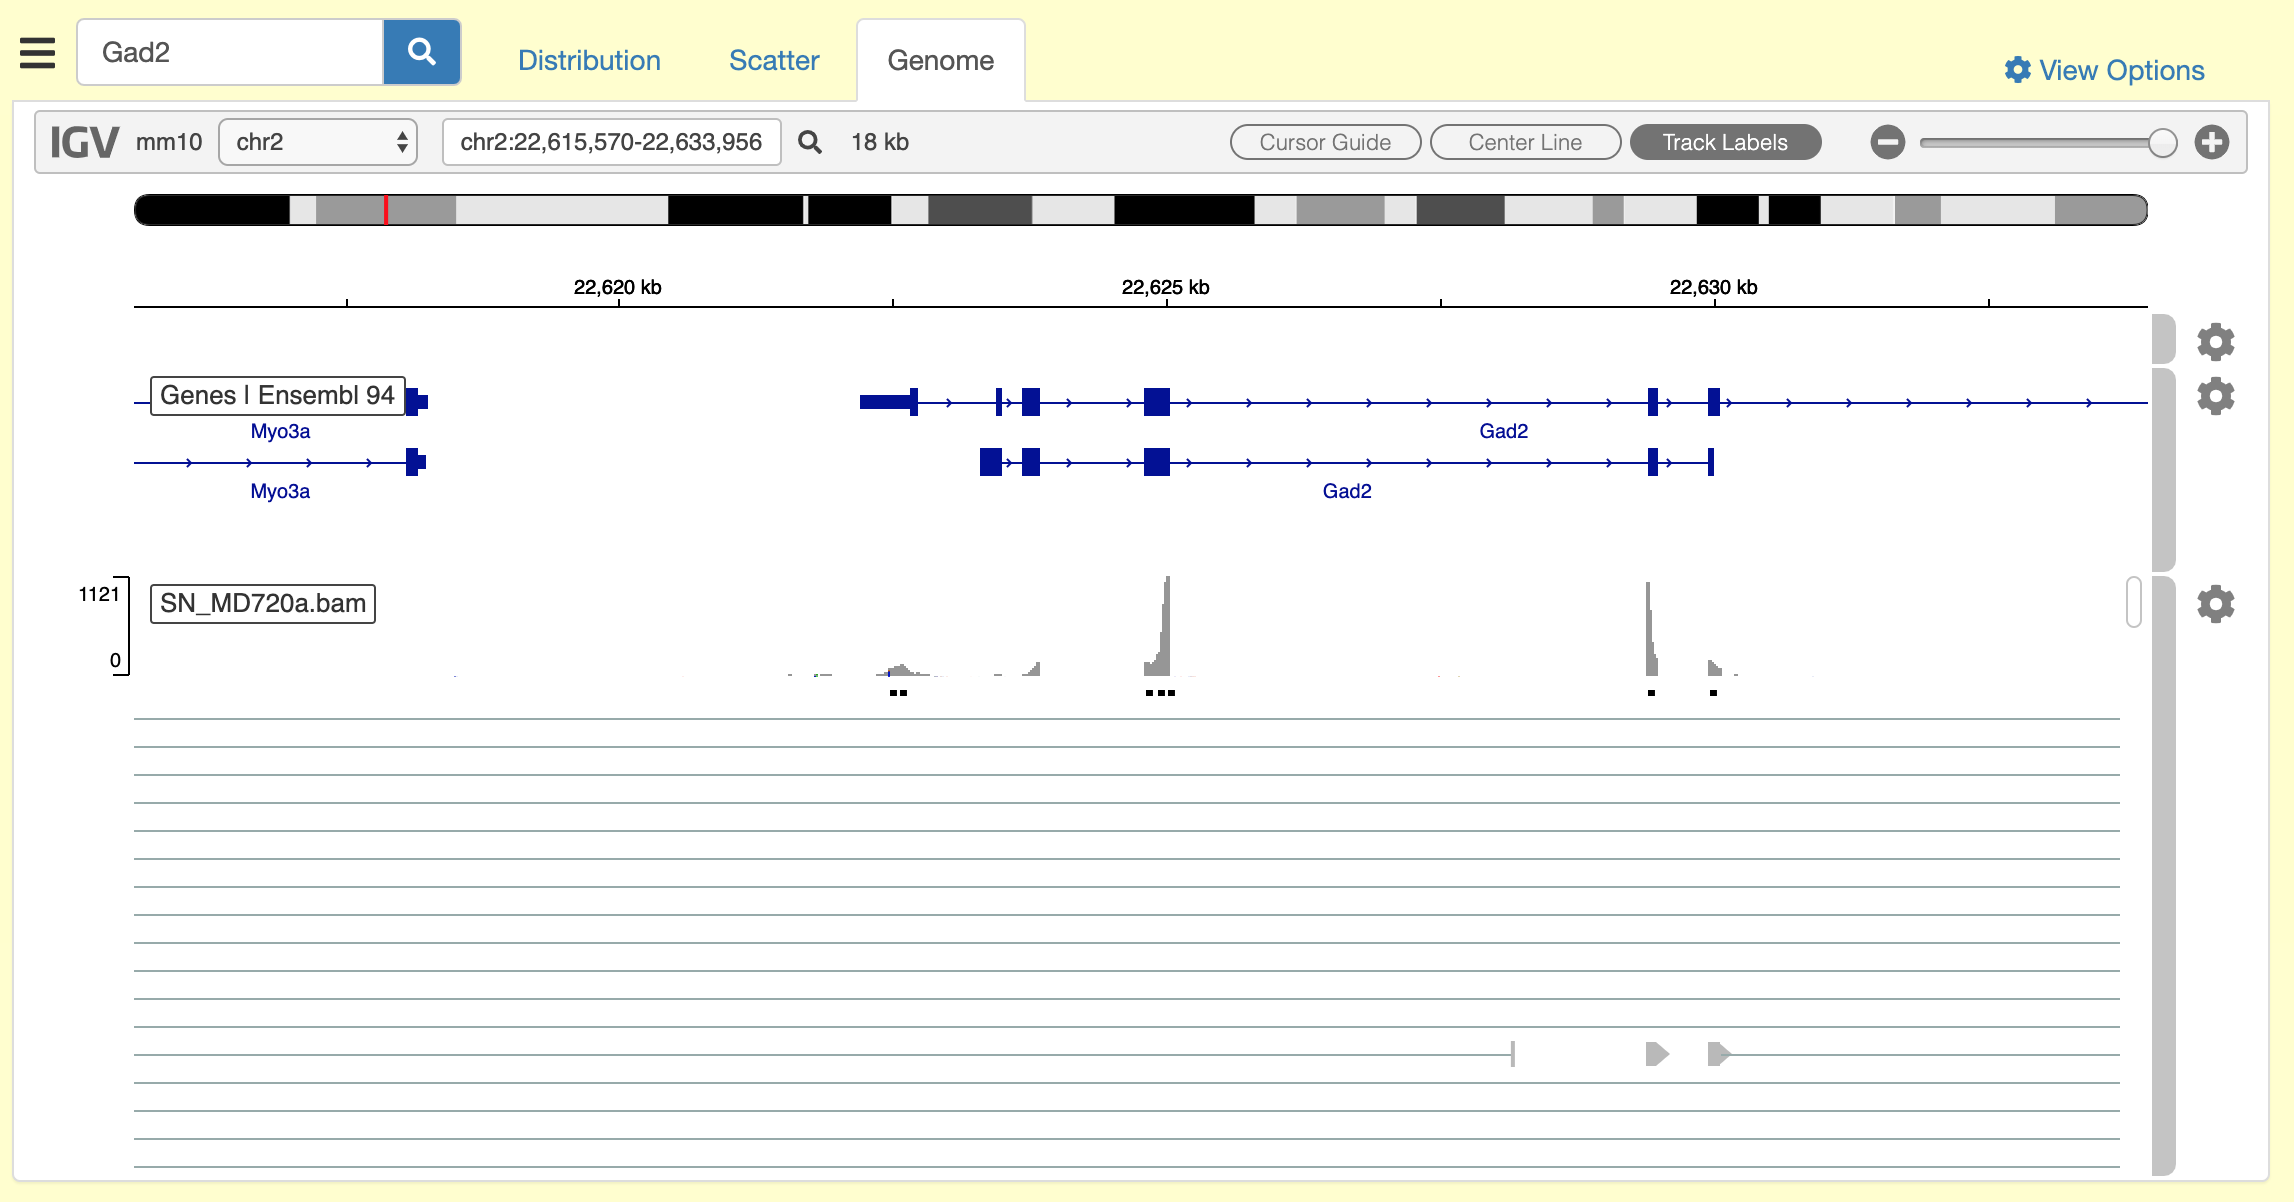 Gad2
Distribution
Scatter
Genome
View Options
IGV mm10 chr2 chr2:22,615,570-22,633,956 18 kb Cursor Guide Center Line Track Labels
22,620 kb 22,625 kb 22,630 kb
Genes | Ensembl 94
Myo3a Gad2
Myo3a Gad2
1121
SN_MD720a.bam
0